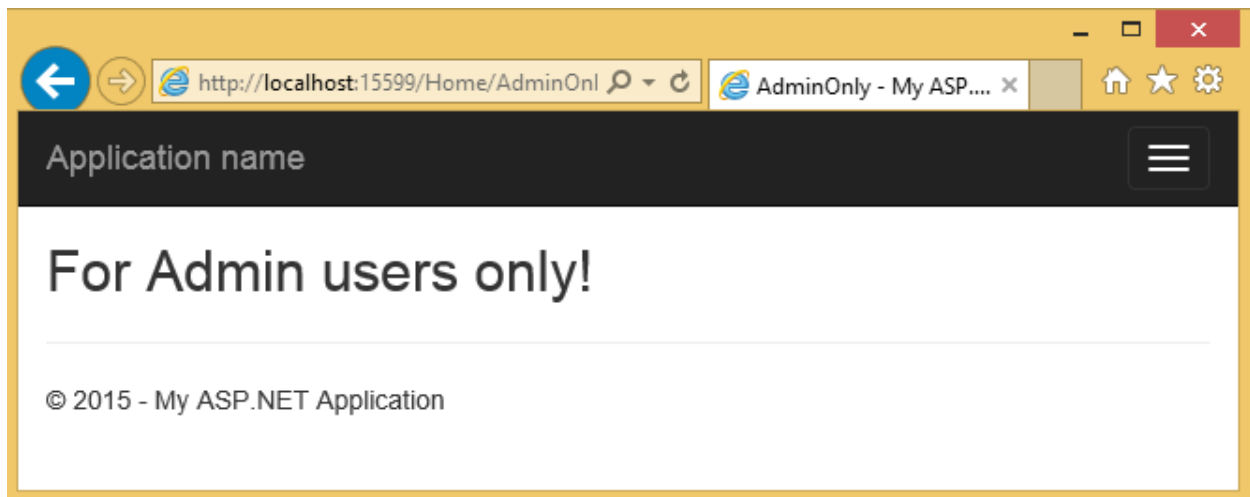 http://localhost:15599/Home/AdminOnl
AdminOnly - My ASP....
Application name
For Admin users only!
© 2015 - My ASP.NET Application